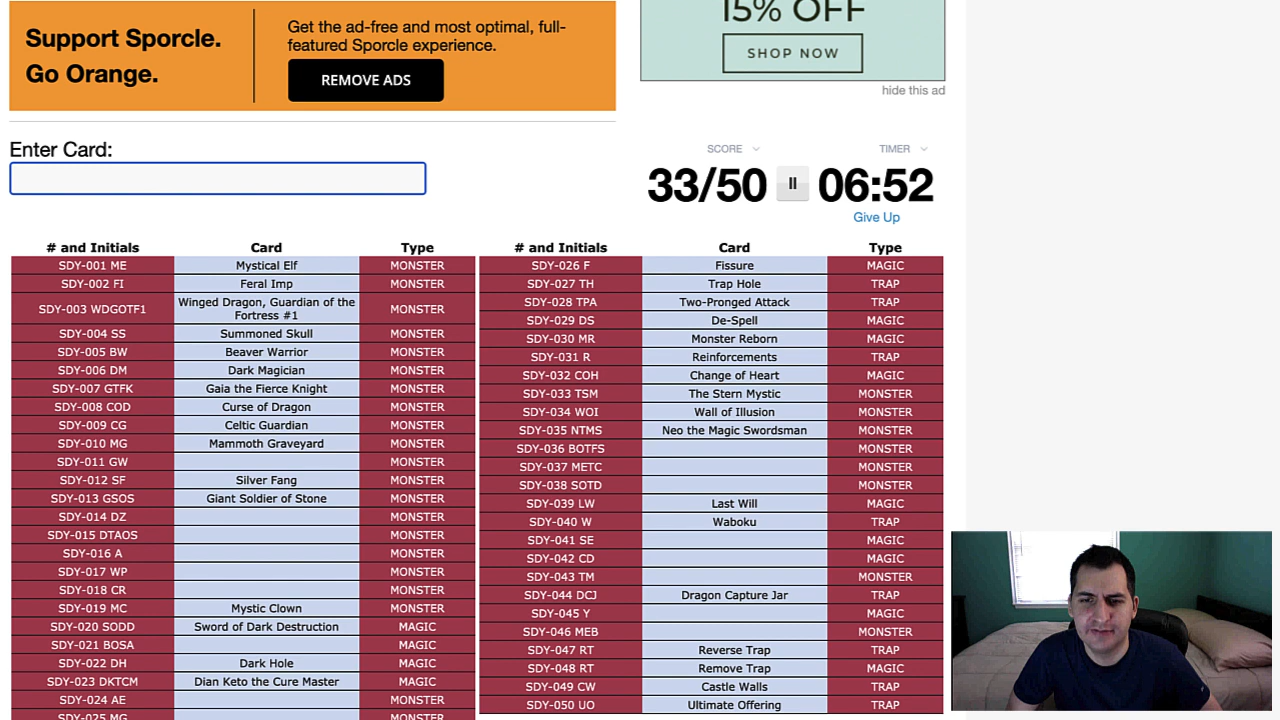 Support Sporcle.
Go Orange.
Get the ad-free and most optimal, full-
featured Sporcle experience.
REMOVE ADS
15% OFF
SHOP NOW
hide this ad
Enter Card:
SCORE TIMER
33/50 06:52
Give Up
# and Initials Card Type
SDY-001 ME Mystical Elf MONSTER
SDY-002 FI Feral Imp MONSTER
SDY-003 WDGOTF1 Winged Dragon, Guardian of the
Fortress #1 MONSTER
SDY-004 SS Summoned Skull MONSTER
SDY-005 BW Beaver Warrior MONSTER
SDY-006 DM Dark Magician MONSTER
SDY-007 GTFK Gaia the Fierce Knight MONSTER
SDY-008 COD Curse of Dragon MONSTER
SDY-009 CG Celtic Guardian MONSTER
SDY-010 MG Mammoth Graveyard MONSTER
SDY-011 GW MONSTER
SDY-012 SF Silver Fang MONSTER
SDY-013 GSOS Giant Soldier of Stone MONSTER
SDY-014 DZ MONSTER
SDY-015 DTAOS MONSTER
SDY-016 A MONSTER
SDY-017 WP MONSTER
SDY-018 CR MONSTER
SDY-019 MC Mystic Clown MONSTER
SDY-020 SODD Sword of Dark Destruction MAGIC
SDY-021 BOSA MAGIC
SDY-022 DH Dark Hole MAGIC
SDY-023 DKTCM Dian Keto the Cure Master MAGIC
SDY-024 AE MONSTER
SDY-025 MG MONSTER
# and Initials Card Type
SDY-026 F Fissure MAGIC
SDY-027 TH Trap Hole TRAP
SDY-028 TPA Two-Pronged Attack TRAP
SDY-029 DS De-Spell MAGIC
SDY-030 MR Monster Reborn MAGIC
SDY-031 R Reinforcements TRAP
SDY-032 COH Change of Heart MAGIC
SDY-033 TSM The Stern Mystic MONSTER
SDY-034 WOI Wall of Illusion MONSTER
SDY-035 NTMS Neo the Magic Swordsman MONSTER
SDY-036 BOTFS MONSTER
SDY-037 METC MONSTER
SDY-038 SOTD MONSTER
SDY-039 LW Last Will MAGIC
SDY-040 W Waboku TRAP
SDY-041 SE MAGIC
SDY-042 CD MAGIC
SDY-043 TM MONSTER
SDY-044 DCJ Dragon Capture Jar TRAP
SDY-045 Y MAGIC
SDY-046 MEB MONSTER
SDY-047 RT Reverse Trap TRAP
SDY-048 RT Remove Trap MAGIC
SDY-049 CW Castle Walls TRAP
SDY-050 UO Ultimate Offering TRAP